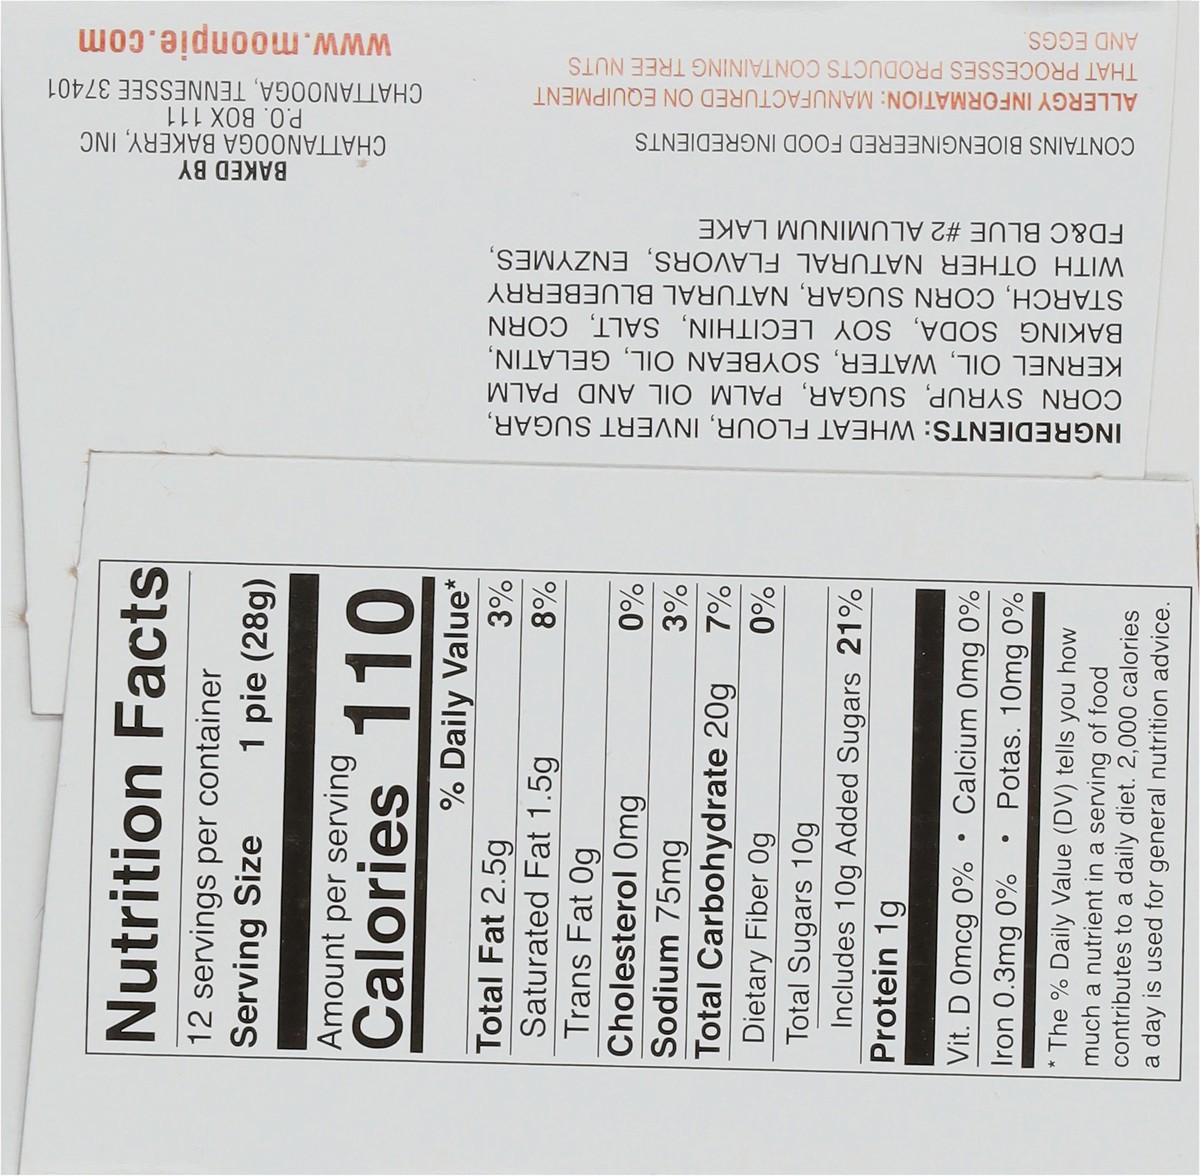 Nutrition Facts
12 servings per container
Serving Size 1 pie (28g)
Amount per serving
Calories 110
% Daily Value*
Total Fat 2.5g 3%
Saturated Fat 1.5g 8%
Trans Fat 0g
Cholesterol 0mg 0%
Sodium 75mg 3%
Total Carbohydrate 20g 7%
Dietary Fiber 0g 0%
Total Sugars 10g
Includes 10g Added Sugars 21%
Protein 1g
Vit. D 0mcg 0% • Calcium 0mg 0%
Iron 0.3mg 0% • Potas. 10mg 0%
* The % Daily Value (DV) tells you how
much a nutrient in a serving of food
contributes to a daily diet. 2,000 calories
a day is used for general nutrition advice.
INGREDIENTS: WHEAT FLOUR, INVERT SUGAR,
CORN SYRUP, SUGAR, PALM OIL AND PALM
KERNEL OIL, WATER, SOYBEAN OIL, GELATIN,
BAKING SODA, SOY LECITHIN, SALT, CORN
STARCH, CORN SUGAR, NATURAL BLUEBERRY
WITH OTHER NATURAL FLAVORS, ENZYMES,
FD&C BLUE #2 ALUMINUM LAKE
CONTAINS BIOENGINEERED FOOD INGREDIENTS
ALLERGY INFORMATION: MANUFACTURED ON EQUIPMENT
THAT PROCESSES PRODUCTS CONTAINING TREE NUTS
AND EGGS.
BAKED BY
CHATTANOOGA BAKERY, INC
P.O. BOX 111
CHATTANOOGA, TENNESSEE 37401
www.moonpie.com